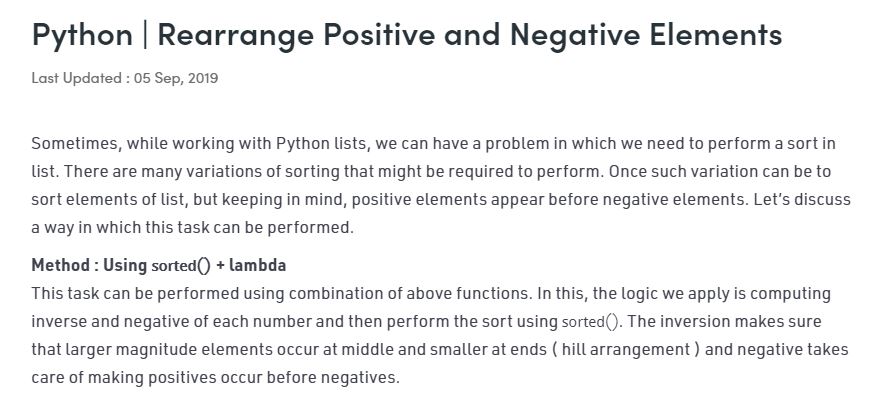 Python | Rearrange Positive and Negative Elements
Last Updated : 05 Sep, 2019
Sometimes, while working with Python lists, we can have a problem in which we need to perform a sort in
list. There are many variations of sorting that might be required to perform. Once such variation can be to
sort elements of list, but keeping in mind, positive elements appear before negative elements. Let’s discuss
a way in which this task can be performed.
Method : Using sorted() + lambda
This task can be performed using combination of above functions. In this, the logic we apply is computing
inverse and negative of each number and then perform the sort using sorted(). The inversion makes sure
that larger magnitude elements occur at middle and smaller at ends ( hill arrangement ) and negative takes
care of making positives occur before negatives.